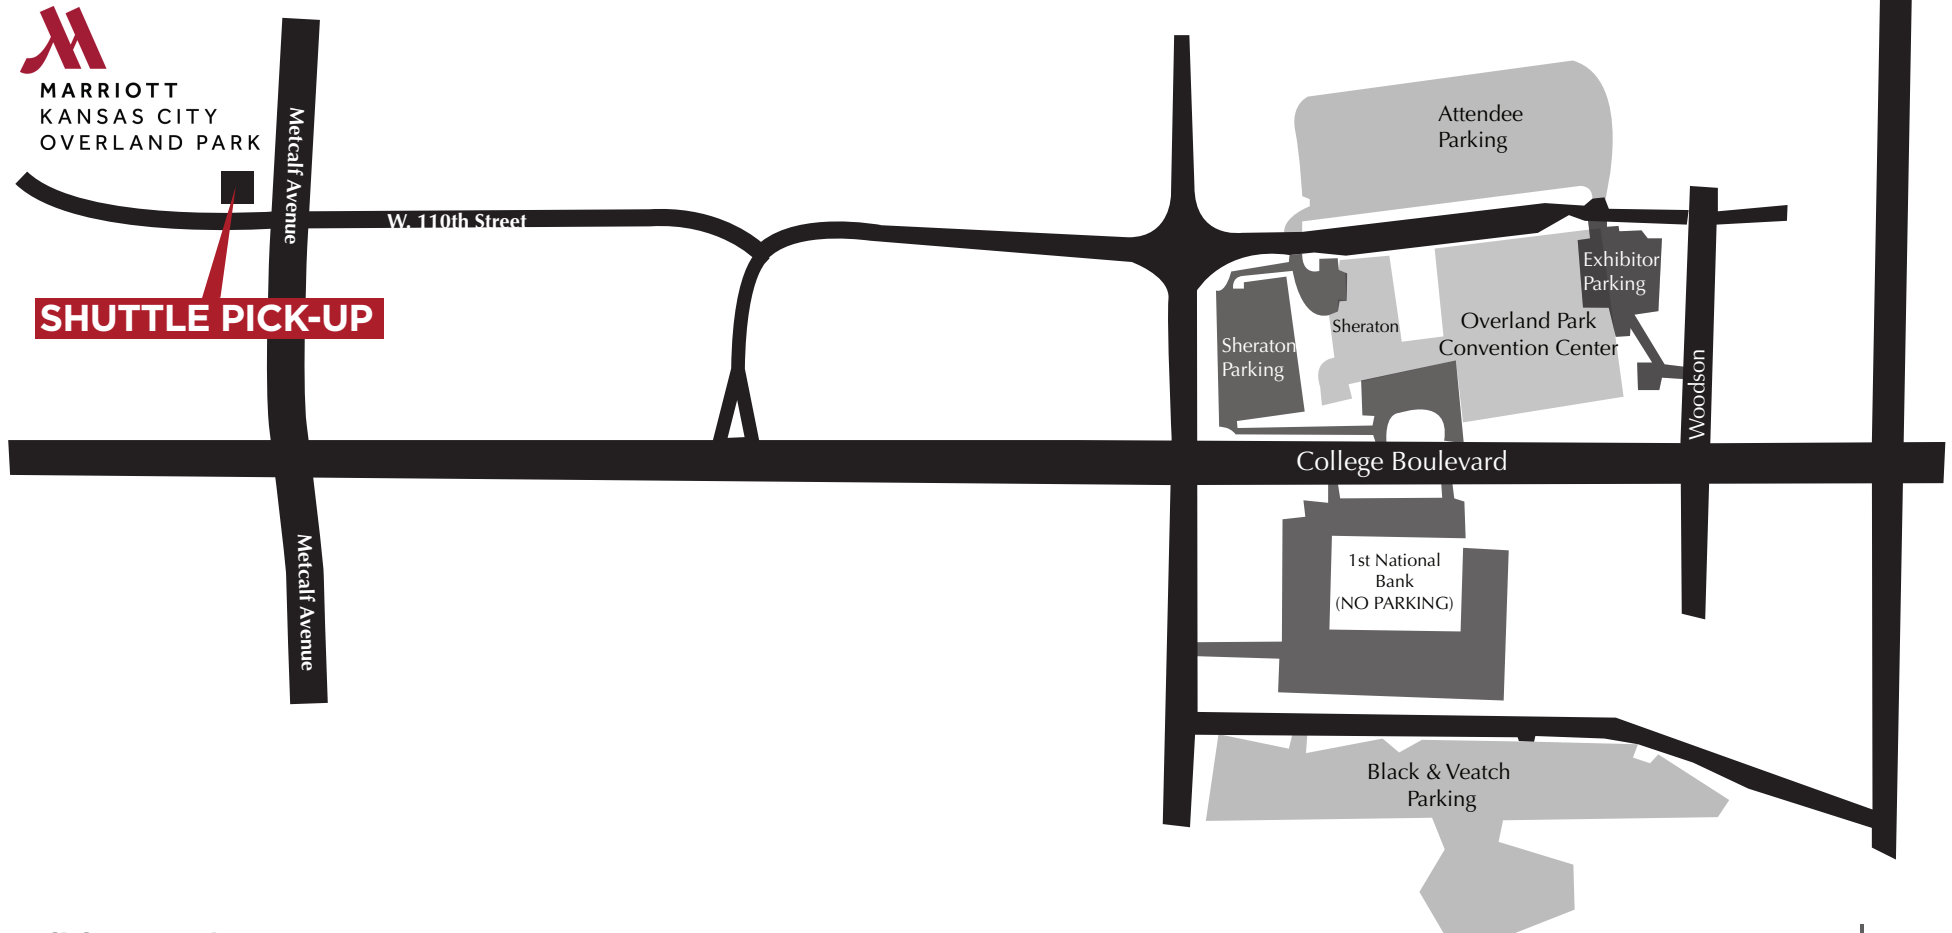 MARRIOTT
KANSAS CITY
OVERLAND PARK
Metcalf Avenue
W. 110th Street
SHUTTLE PICK-UP
Attendee
Parking
Exhibitor
Parking
Sheraton
Overland Park
Convention Center
Sheraton
Parking
Woodson
College Boulevard
1st National
Bank
(NO PARKING)
Metcalf Avenue
Black & Veatch
Parking